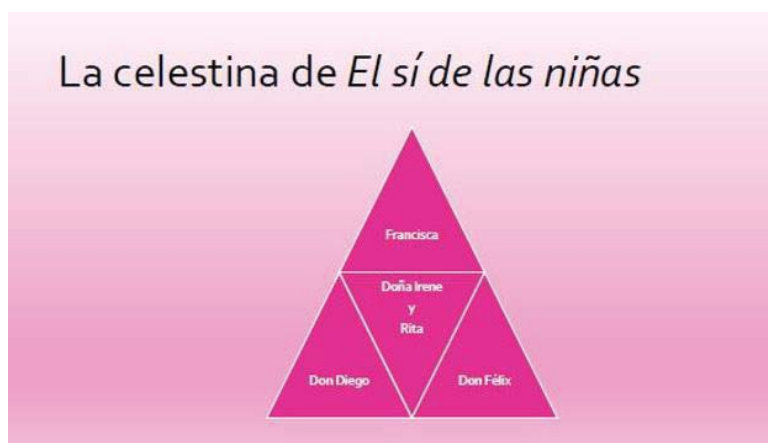 La celestina de El sí de las niñas
Francisca
Doña Irene
y
Rita
Don Diego
Don Félix